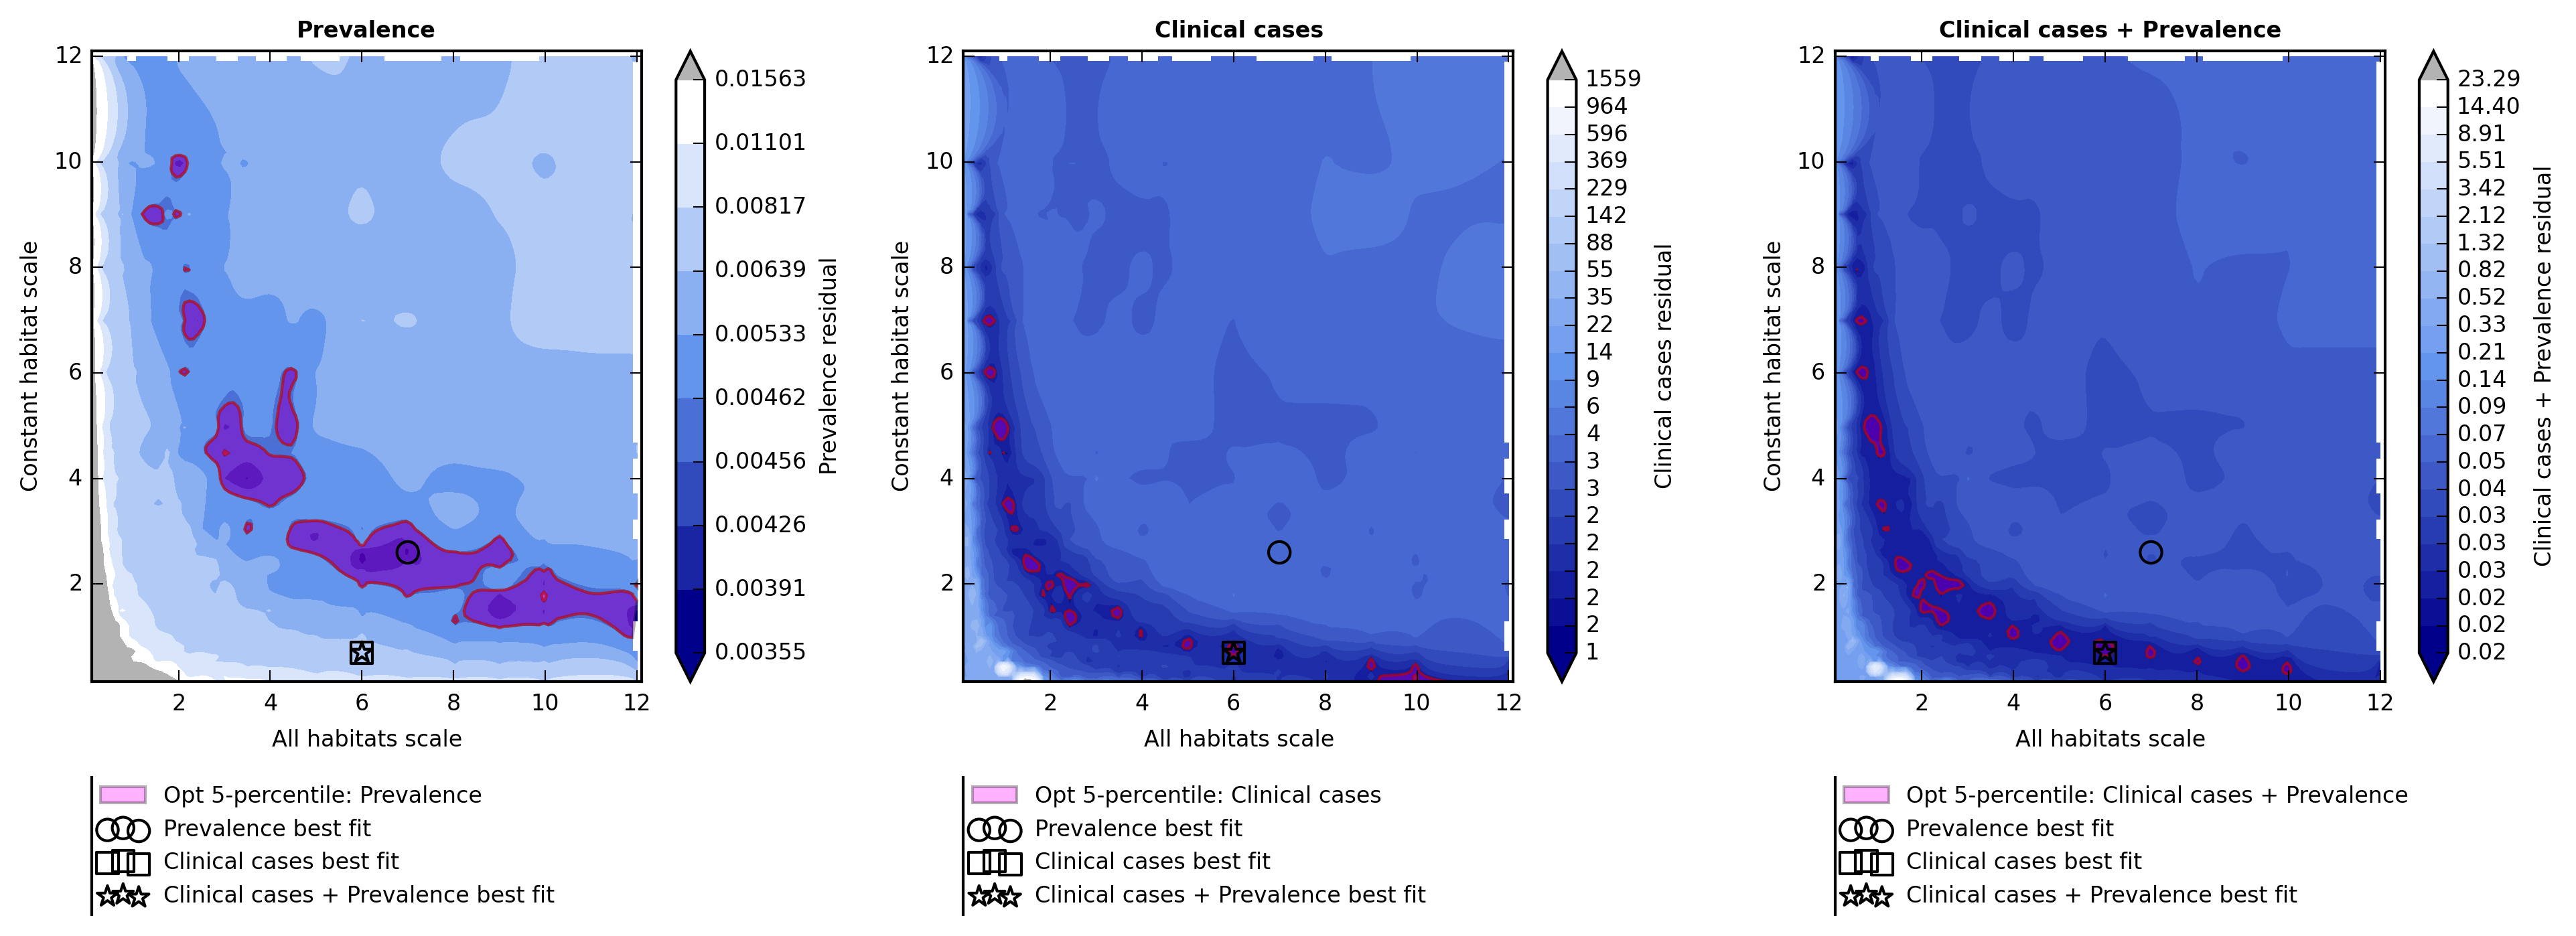 Prevalence
12
10
8
6
4
2
Constant habitat scale
2 4 6 8 10 12
All habitats scale
0.01563
0.01101
0.00817
0.00639
0.00533
0.00462
0.00456
0.00426
0.00391
0.00355
Prevalence residual
Opt 5-percentile: Prevalence
Prevalence best fit
Clinical cases best fit
Clinical cases + Prevalence best fit
Clinical cases
12
10
8
6
4
2
Constant habitat scale
2 4 6 8 10 12
All habitats scale
1559
964
596
369
229
142
88
55
35
22
14
9
6
4
3
3
2
2
2
2
2
1
Clinical cases residual
Opt 5-percentile: Clinical cases
Prevalence best fit
Clinical cases best fit
Clinical cases + Prevalence best fit
Clinical cases + Prevalence
12
10
8
6
4
2
Constant habitat scale
2 4 6 8 10 12
All habitats scale
23.29
14.40
8.91
5.51
3.42
2.12
1.32
0.82
0.52
0.33
0.21
0.14
0.09
0.07
0.05
0.04
0.03
0.03
0.03
0.02
0.02
0.02
Clinical cases + Prevalence residual
Opt 5-percentile: Clinical cases + Prevalence
Prevalence best fit
Clinical cases best fit
Clinical cases + Prevalence best fit